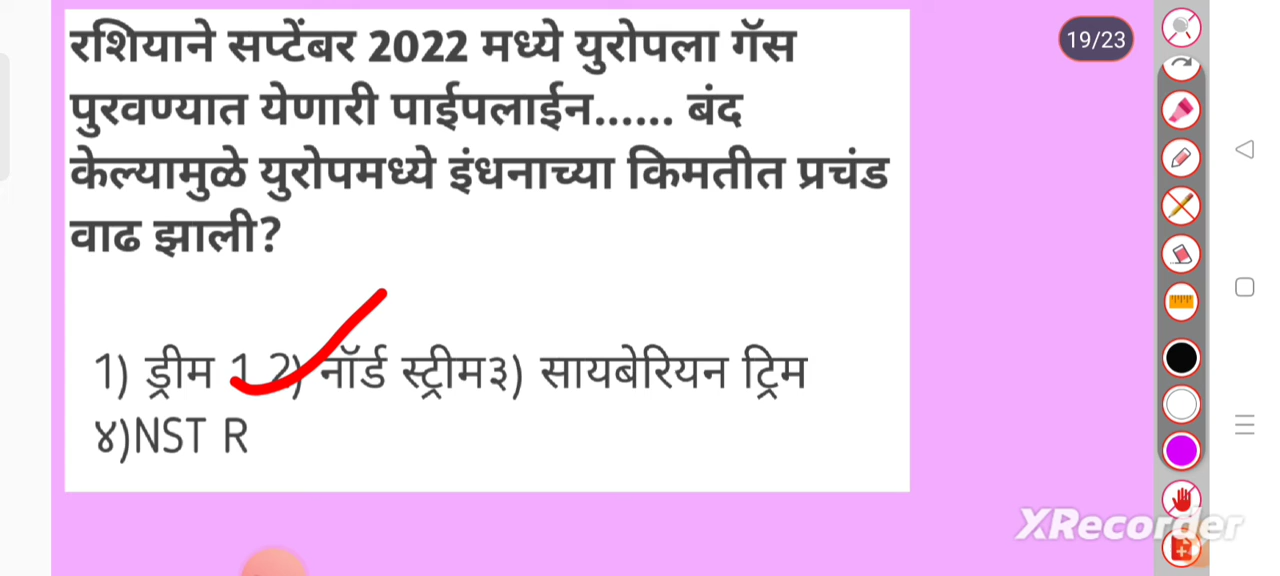 रशियाने सप्टेंबर 2022 मध्ये युरोपला गॅस
पुरवण्यात येणारी पाईपलाईन...... बंद
केल्यामुळे युरोपमध्ये इंधनाच्या किमतीत प्रचंड
वाढ झाली?
1) ड्रीम 1 2) नॉर्ड स्ट्रीम३) सायबेरियन ट्रिम
४)NST R
19/23
XRecorder